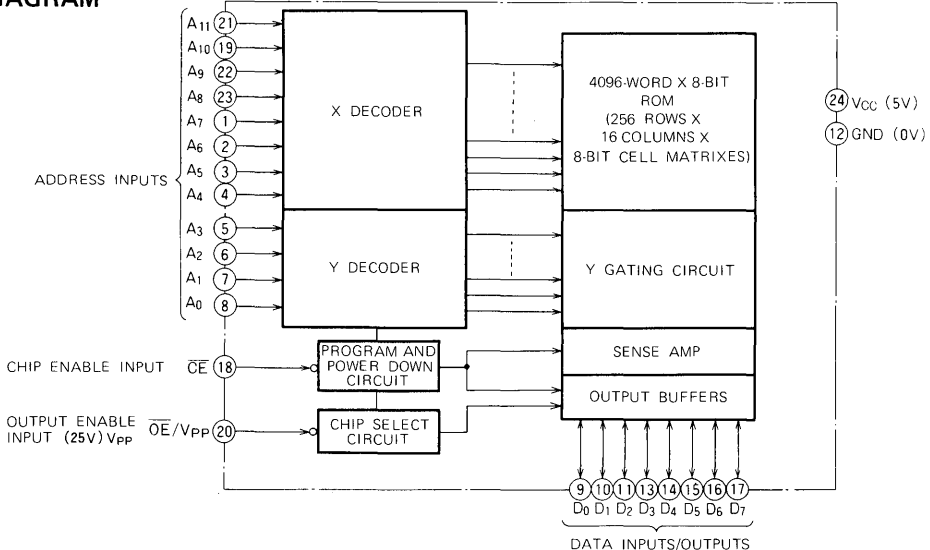 A11 21
A10 19
A9 22
A8 23
A7 1
A6 2
A5 3
A4 4
A3 5
A2 6
A1 7
A0 8
ADDRESS INPUTS
X DECODER
Y DECODER
4096-WORD X 8-BIT
ROM
(256 ROWS X
16 COLUMNS X
8-BIT CELL MATRIXES)
24 VCC (5V)
12 GND (0V)
Y GATING CIRCUIT
SENSE AMP
OUTPUT BUFFERS
CHIP ENABLE INPUT C̅E̅ 18
PROGRAM AND
POWER DOWN
CIRCUIT
OUTPUT ENABLE
INPUT (25V) VPP O̅E̅/VPP 20
CHIP SELECT
CIRCUIT
9 10 11 13 14 15 16 17
D0 D1 D2 D3 D4 D5 D6 D7
DATA INPUTS/OUTPUTS